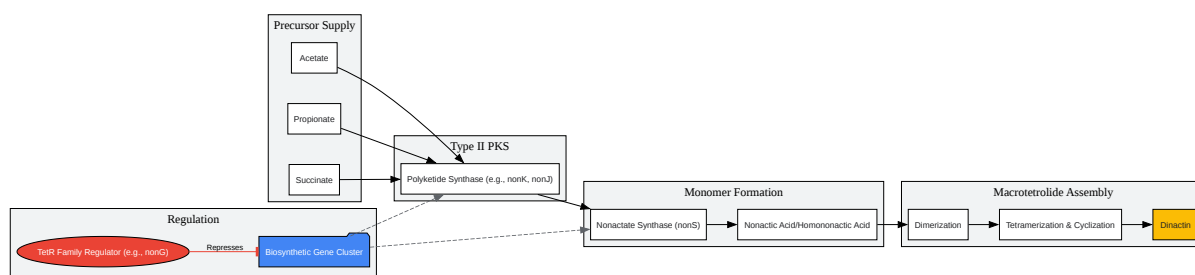 Precursor Supply
Acetate
Propionate
Succinate
Type II PKS
Polyketide Synthase (e.g., nonK, nonJ)
Regulation
TetR Family Regulator (e.g., nonG)
Represses
Biosynthetic Gene Cluster
Monomer Formation
Nonactate Synthase (nonS)
Nonactic Acid/Homononactic Acid
Macrotetrolide Assembly
Dimerization
Tetramerization & Cyclization
Dinactin